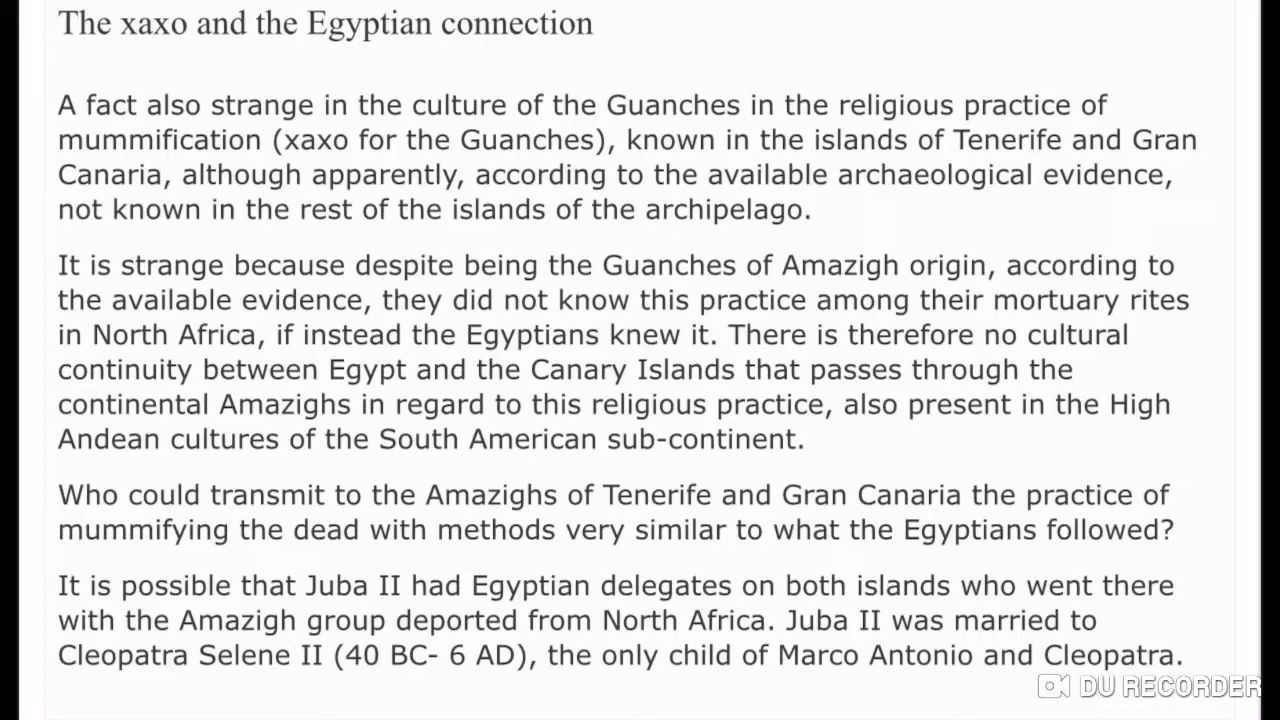 The xaxo and the Egyptian connection
A fact also strange in the culture of the Guanches in the religious practice of
mummification (xaxo for the Guanches), known in the islands of Tenerife and Gran
Canaria, although apparently, according to the available archaeological evidence,
not known in the rest of the islands of the archipelago.
It is strange because despite being the Guanches of Amazigh origin, according to
the available evidence, they did not know this practice among their mortuary rites
in North Africa, if instead the Egyptians knew it. There is therefore no cultural
continuity between Egypt and the Canary Islands that passes through the
continental Amazighs in regard to this religious practice, also present in the High
Andean cultures of the South American sub-continent.
Who could transmit to the Amazighs of Tenerife and Gran Canaria the practice of
mummifying the dead with methods very similar to what the Egyptians followed?
It is possible that Juba II had Egyptian delegates on both islands who went there
with the Amazigh group deported from North Africa. Juba II was married to
Cleopatra Selene II (40 BC- 6 AD), the only child of Marco Antonio and Cleopatra.
DU RECORDER